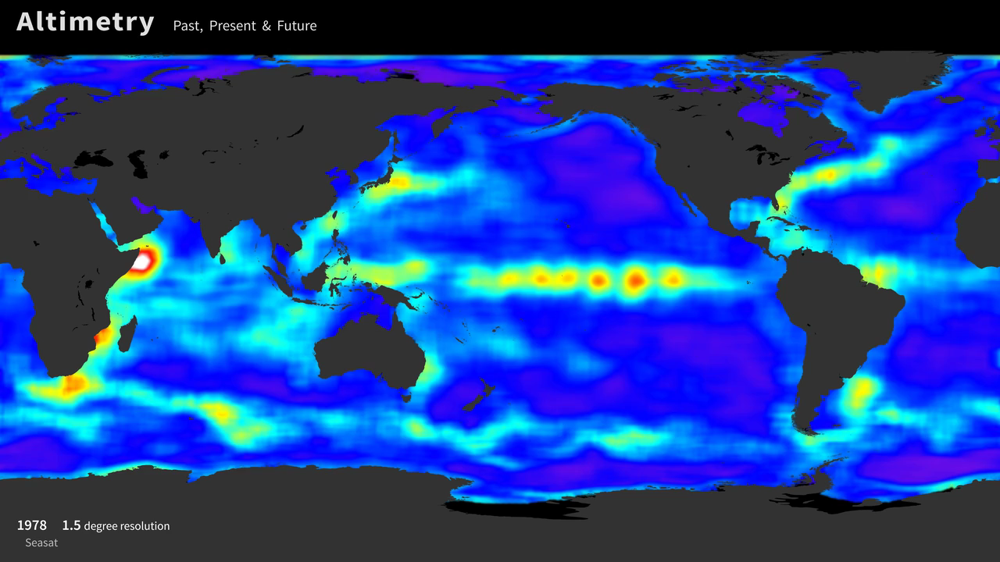 Altimetry Past, Present & Future
1978 1.5 degree resolution
Seasat